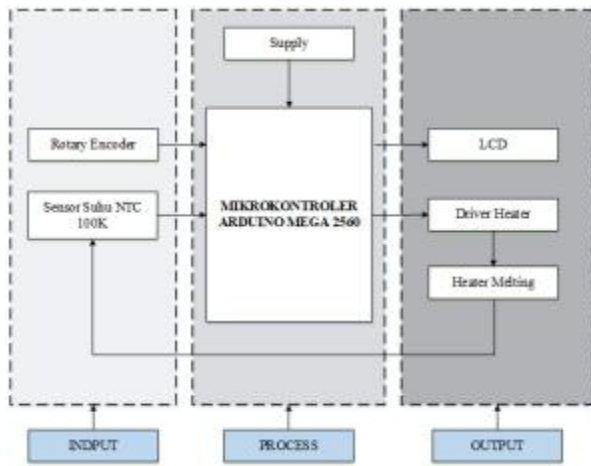 Supply
Rotary Encoder
Sensor Suhu NTC
100K
MIKROKONTROLER
ARDUINO MEGA 2560
LCD
Driver Heater
Heater Melting
INDPUT
PROCESS
OUTPUT